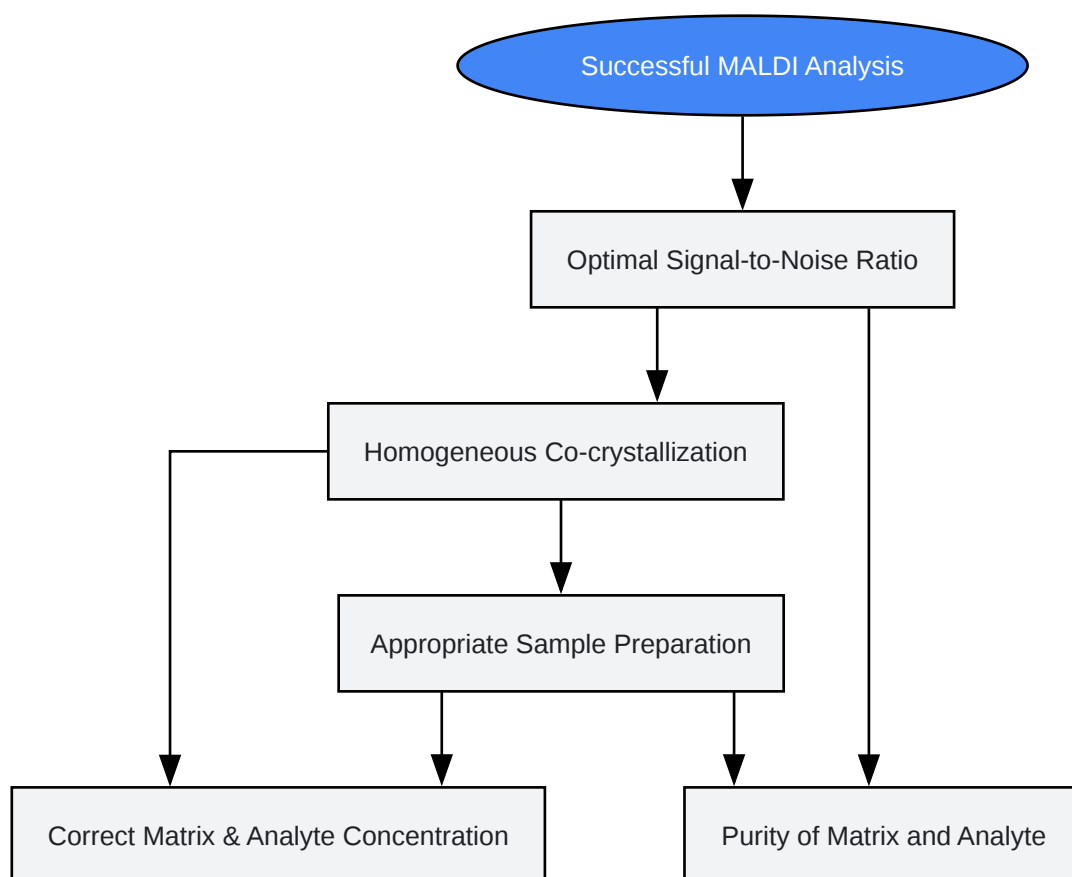 Successful MALDI Analysis
Optimal Signal-to-Noise Ratio
Homogeneous Co-crystallization
Appropriate Sample Preparation
Correct Matrix & Analyte Concentration
Purity of Matrix and Analyte